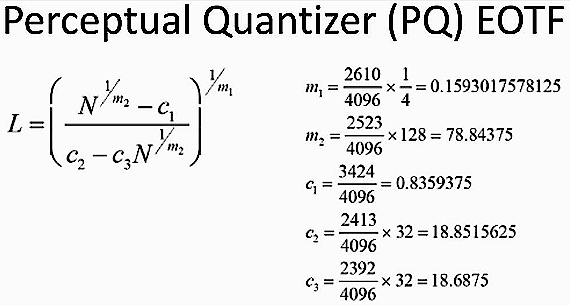 Perceptual Quantizer (PQ) EOTF
L = ( (N^(1/m₂) − c₁) / (c₂ − c₃N^(1/m₂)) )^(1/m₁)
m₁ = 2610/4096 × 1/4 = 0.1593017578125
m₂ = 2523/4096 × 128 = 78.84375
c₁ = 3424/4096 = 0.8359375
c₂ = 2413/4096 × 32 = 18.8515625
c₃ = 2392/4096 × 32 = 18.6875